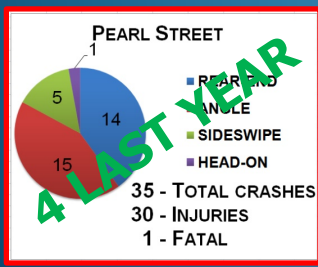 PEARL STREET
1
5
14
15
REAR END
ANGLE
SIDESWIPE
HEAD-ON
4 LAST YEAR
35 - TOTAL CRASHES
30 - INJURIES
1 - FATAL